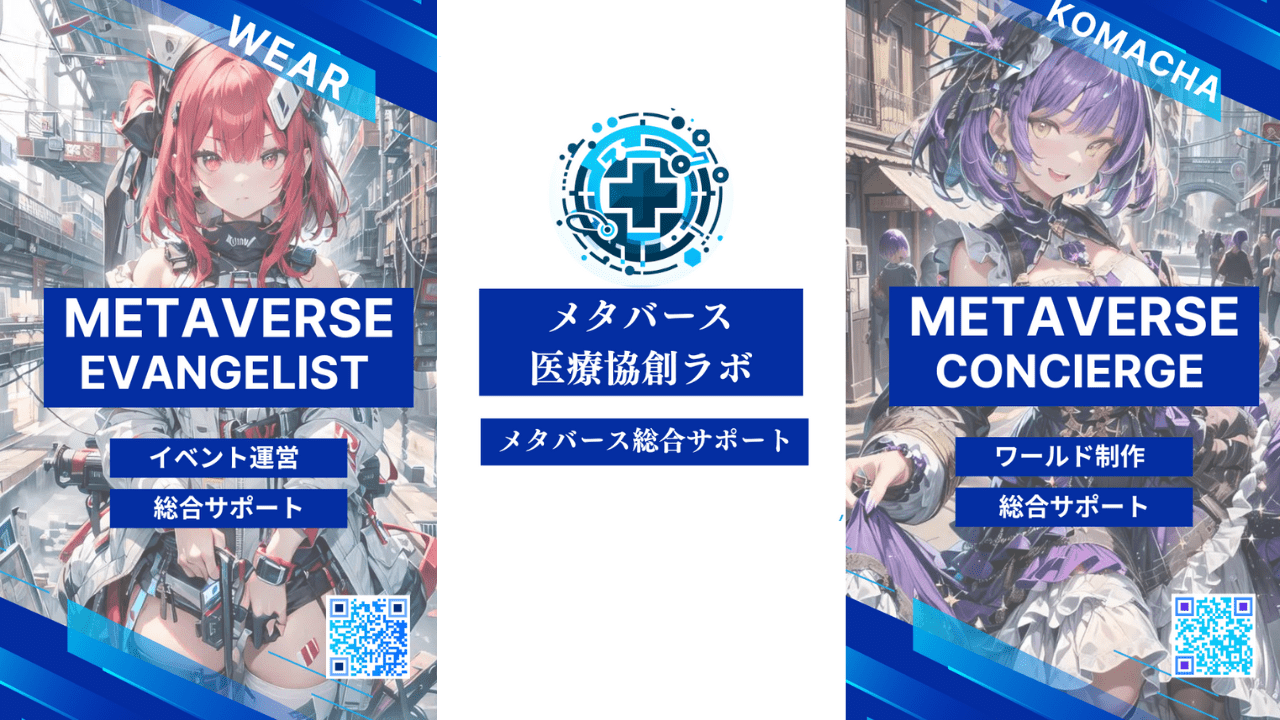 WEAR
METAVERSE
EVANGELIST
イベント運営
総合サポート
メタバース
医療協創ラボ
メタバース総合サポート
KOMACHA
METAVERSE
CONCIERGE
ワールド制作
総合サポート